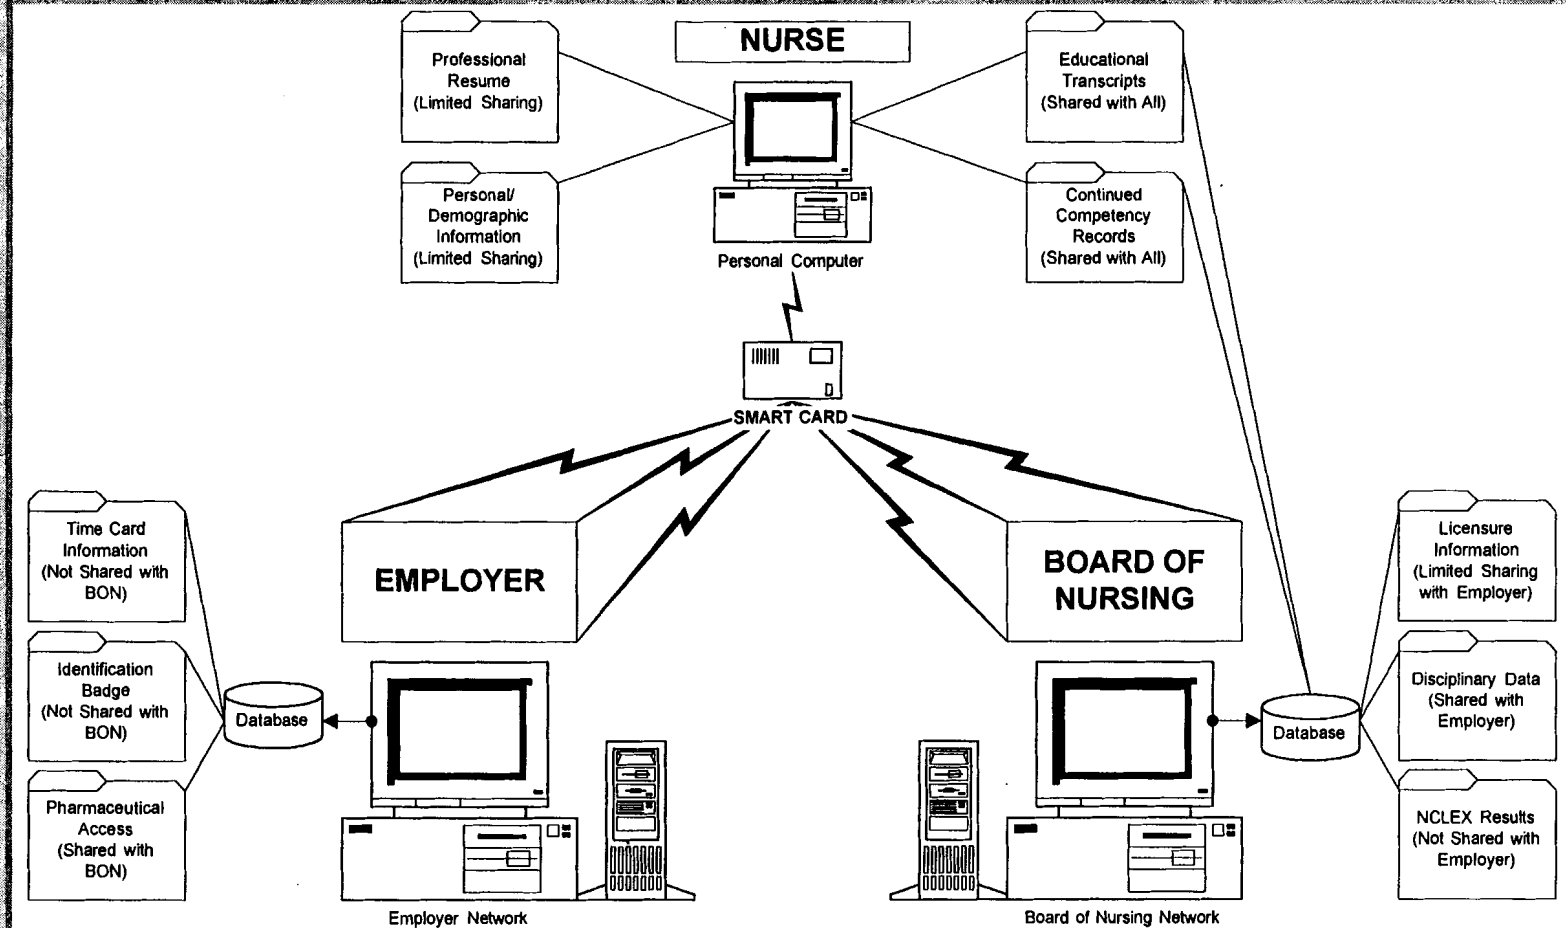 NURSE
Professional
Resume
(Limited Sharing)
Personal/
Demographic
Information
(Limited Sharing)
Educational
Transcripts
(Shared with All)
Continued
Competency
Records
(Shared with All)
Personal Computer
SMART CARD
EMPLOYER
BOARD OF
NURSING
Time Card
Information
(Not Shared with
BON)
Identification
Badge
(Not Shared with
BON)
Pharmaceutical
Access
(Shared with
BON)
Database
Employer Network
Database
Board of Nursing Network
Licensure
Information
(Limited Sharing
with Employer)
Disciplinary Data
(Shared with
Employer)
NCLEX Results
(Not Shared with
Employer)